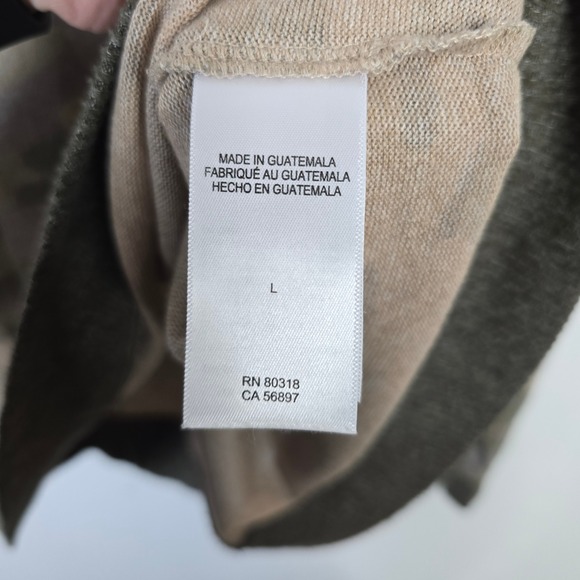 MADE IN GUATEMALA
FABRIQUÉ AU GUATEMALA
HECHO EN GUATEMALA
L
RN 80318
CA 56897